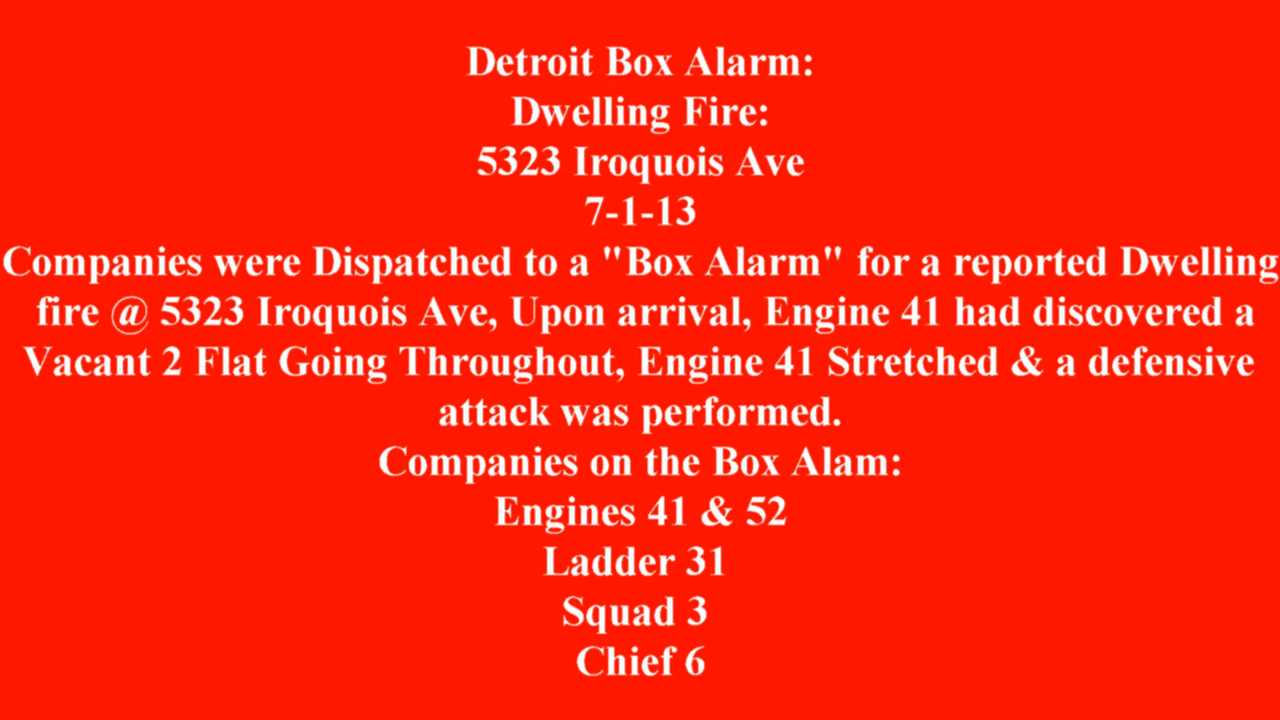 Detroit Box Alarm:
Dwelling Fire:
5323 Iroquois Ave
7-1-13
Companies were Dispatched to a "Box Alarm" for a reported Dwelling
fire @ 5323 Iroquois Ave, Upon arrival, Engine 41 had discovered a
Vacant 2 Flat Going Throughout, Engine 41 Stretched & a defensive
attack was performed.
Companies on the Box Alam:
Engines 41 & 52
Ladder 31
Squad 3
Chief 6